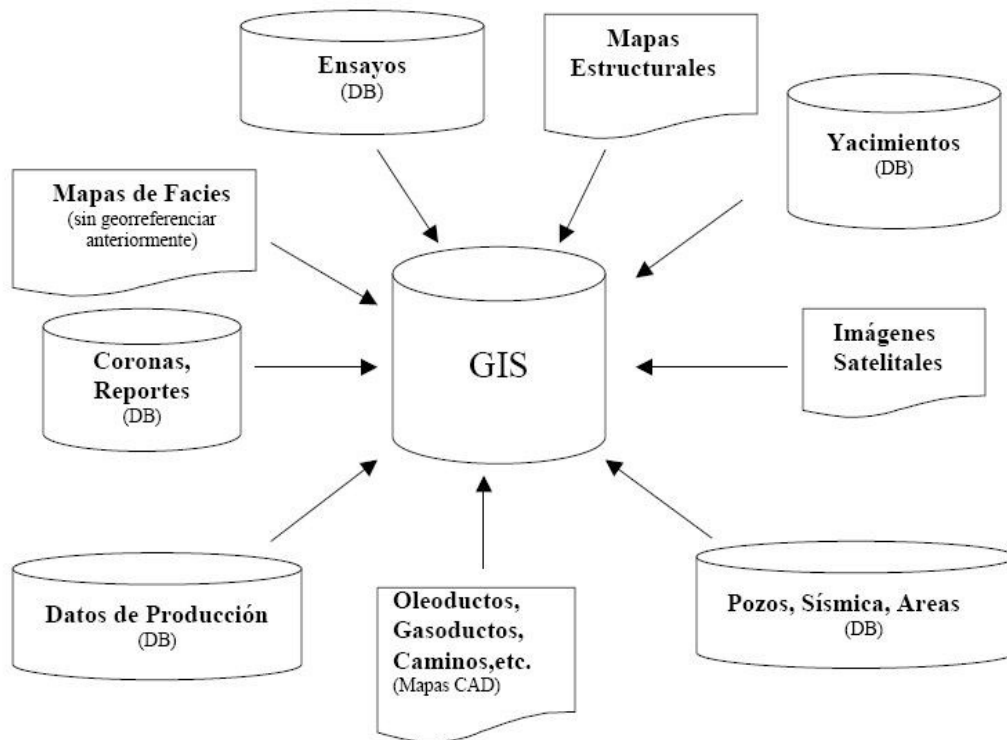 Ensayos
(DB)
Mapas
Estructurales
Yacimientos
(DB)
Mapas de Facies
(sin georreferenciar
anteriormente)
GIS
Imágenes
Satelitales
Coronas,
Reportes
(DB)
Datos de Producción
(DB)
Oleoductos,
Gasoductos,
Caminos,etc.
(Mapas CAD)
Pozos, Sísmica, Areas
(DB)